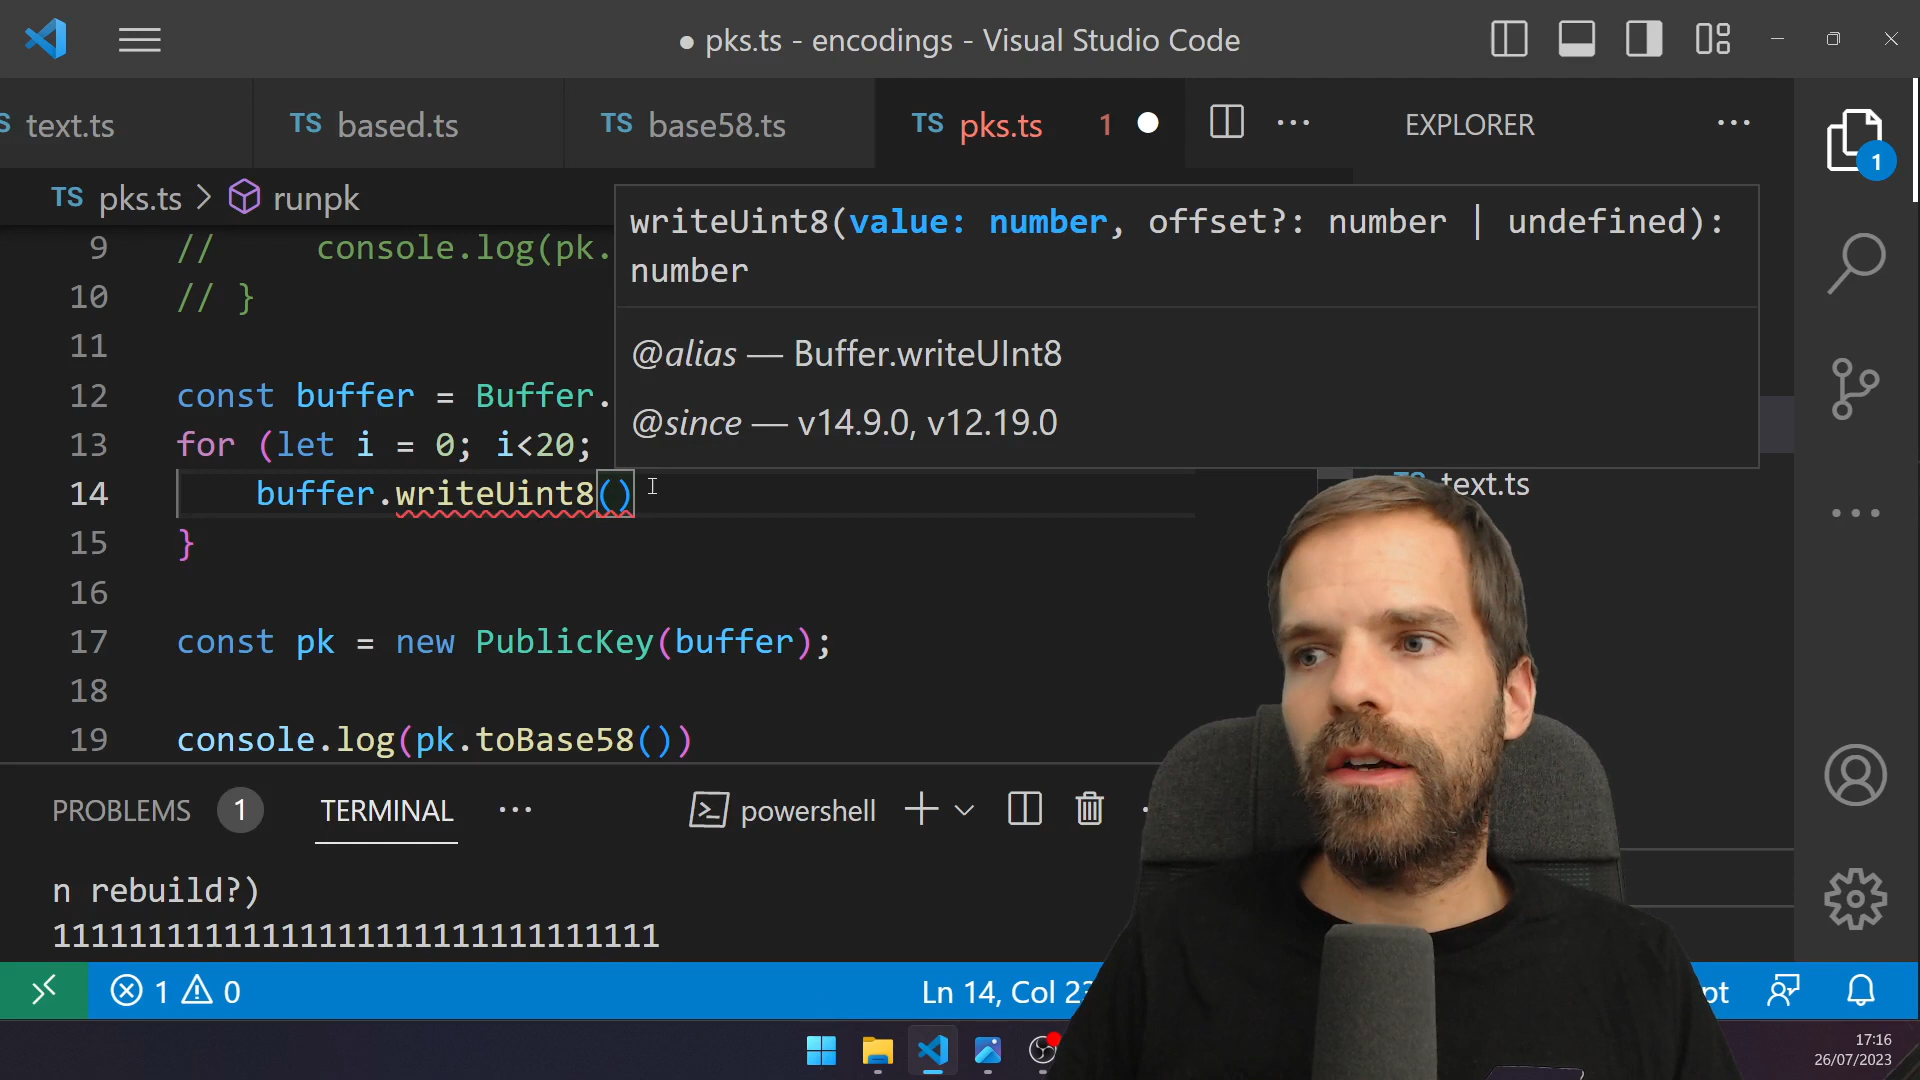 ● pks.ts - encodings - Visual Studio Code
text.ts
TS based.ts
TS base58.ts
TS pks.ts 1
EXPLORER
1
TS pks.ts > runpk
writeUint8(value: number, offset?: number | undefined):
number
@alias — Buffer.writeUInt8
@since — v14.9.0, v12.19.0
9 // console.log(pk.
10 // }
11
12 const buffer = Buffer.
13 for (let i = 0; i<20;
14 buffer.writeUint8()
15 }
16
17 const pk = new PublicKey(buffer);
18
19 console.log(pk.toBase58())
text.ts
PROBLEMS 1 TERMINAL ··· powershell
n rebuild?)
11111111111111111111111111111111
1 0
Ln 14, Col 23
pt
17:16
26/07/2023